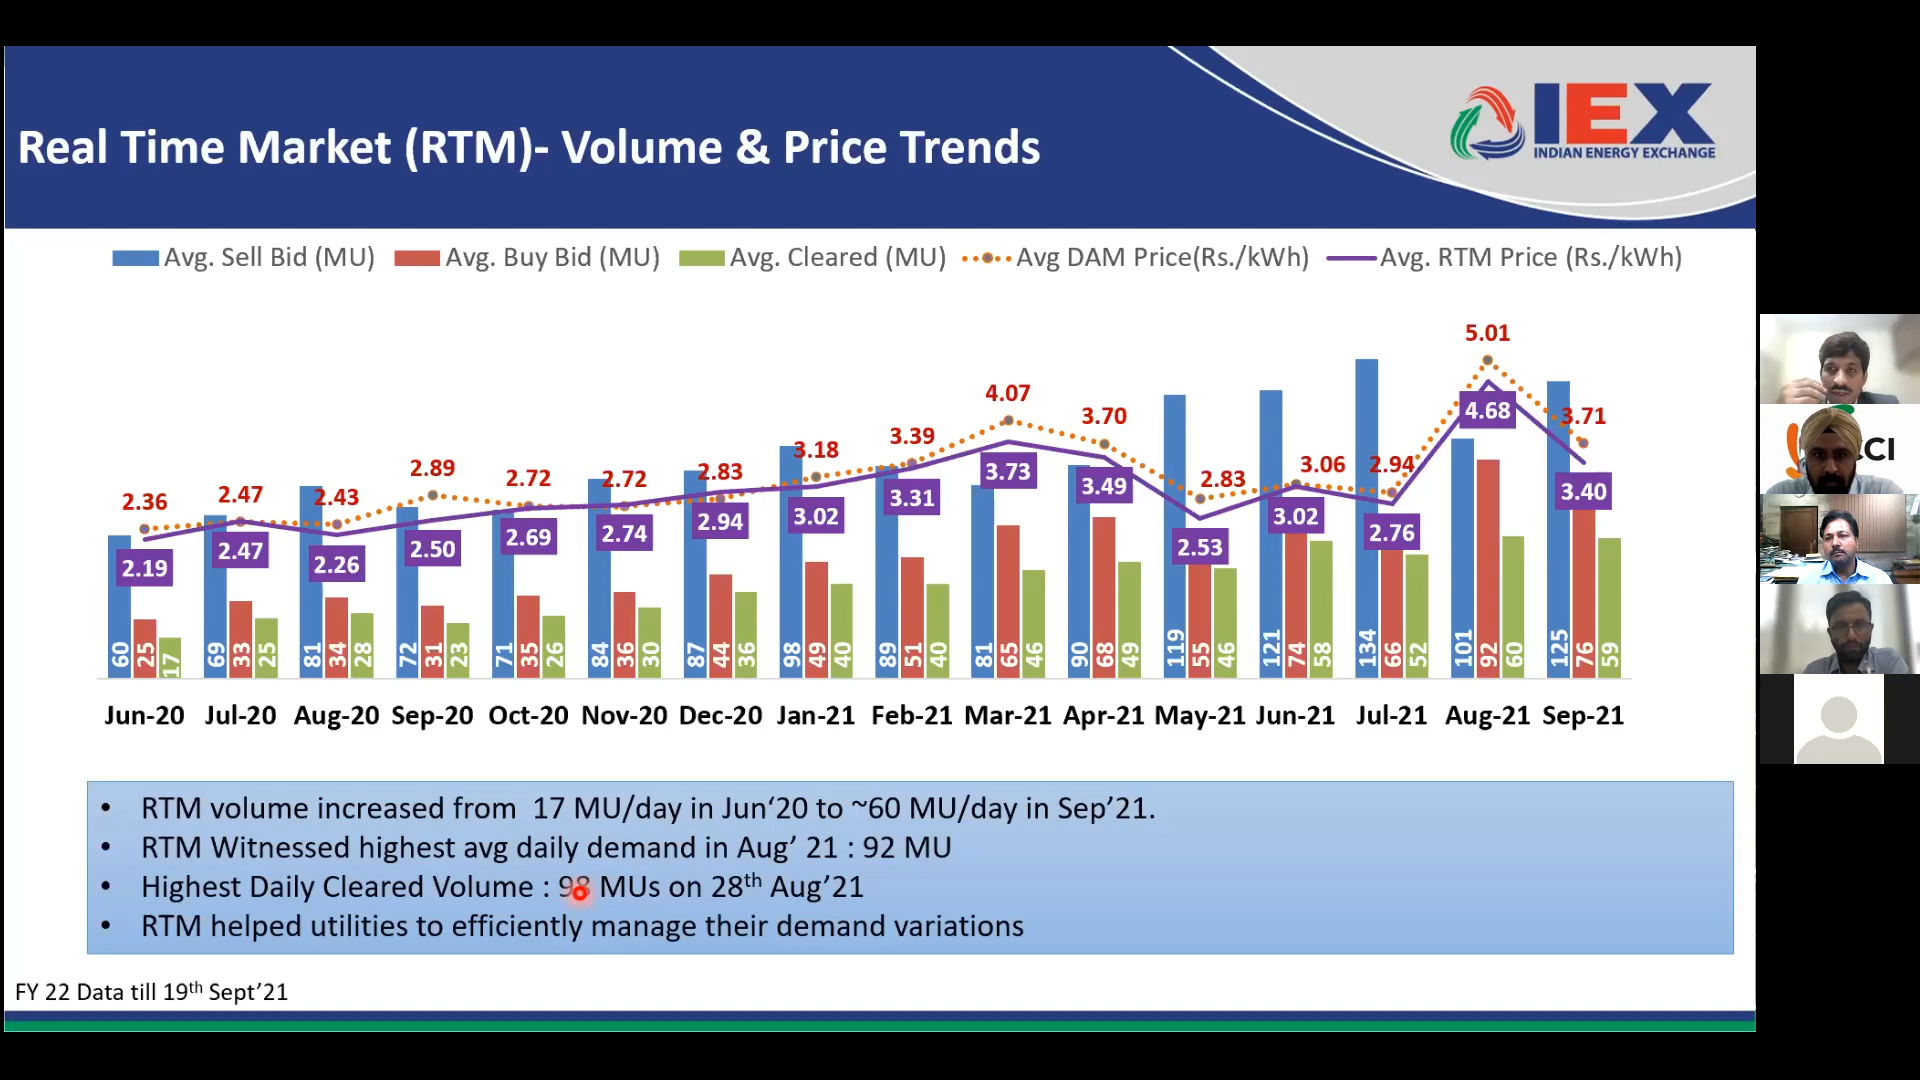 Real Time Market (RTM)- Volume & Price Trends
IEX
INDIAN ENERGY EXCHANGE
Avg. Sell Bid (MU) Avg. Buy Bid (MU) Avg. Cleared (MU) Avg DAM Price(Rs./kWh) Avg. RTM Price (Rs./kWh)
2.36 2.47 2.43 2.89 2.72 2.72 2.83 3.18 3.39 4.07 3.70 2.83 3.06 2.94 5.01 3.71
2.19 2.47 2.26 2.50 2.69 2.74 2.94 3.02 3.31 3.73 3.49 2.53 3.02 2.76 4.68 3.40
60 25 17 69 33 25 81 34 28 72 31 23 71 35 26 84 36 30 87 44 36 98 49 40 89 51 40 81 65 46 90 68 49 119 55 46 121 74 58 134 66 52 101 92 60 125 76 59
Jun-20 Jul-20 Aug-20 Sep-20 Oct-20 Nov-20 Dec-20 Jan-21 Feb-21 Mar-21 Apr-21 May-21 Jun-21 Jul-21 Aug-21 Sep-21
• RTM volume increased from 17 MU/day in Jun‘20 to ~60 MU/day in Sep’21.
• RTM Witnessed highest avg daily demand in Aug’ 21 : 92 MU
• Highest Daily Cleared Volume : 98 MUs on 28th Aug’21
• RTM helped utilities to efficiently manage their demand variations
FY 22 Data till 19th Sept’21